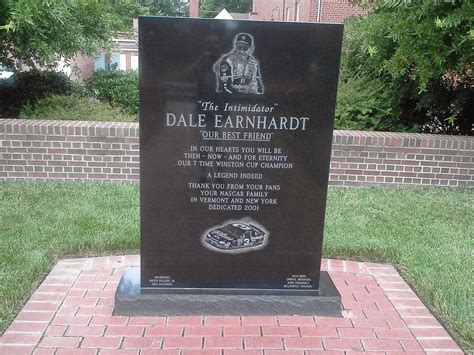 "The Intimidator"
DALE EARNHARDT
"OUR BEST FRIEND"
IN OUR HEARTS YOU WILL BE
THEN - NOW - AND FOR ETERNITY
OUR 7 TIME WINSTON CUP CHAMPION
A LEGEND INDEED
THANK YOU FROM YOUR FANS
YOUR NASCAR FAMILY
IN VERMONT AND NEW YORK
DEDICATED 2001
3